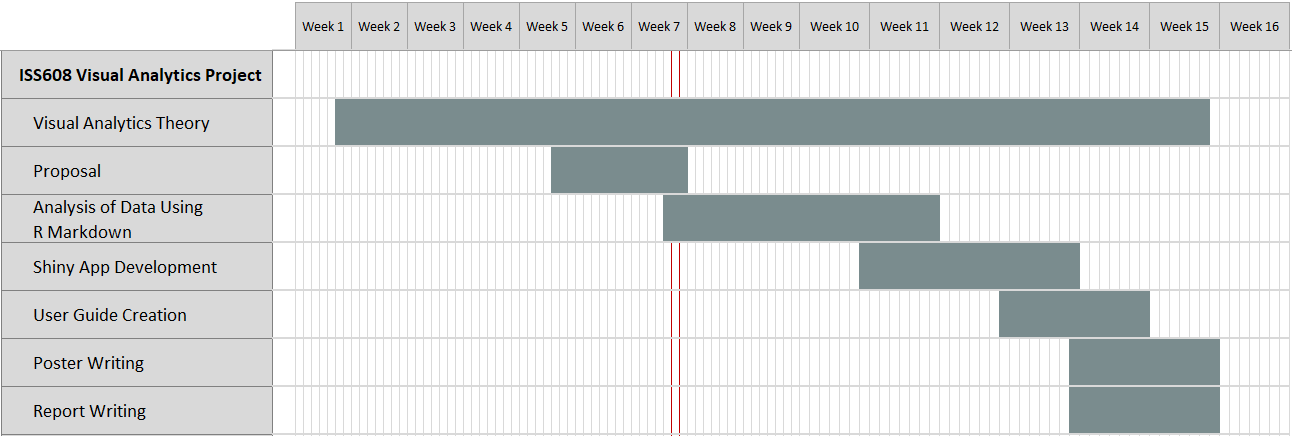 Week 1 Week 2 Week 3 Week 4 Week 5 Week 6 Week 7 Week 8 Week 9 Week 10 Week 11 Week 12 Week 13 Week 14 Week 15 Week 16
ISS608 Visual Analytics Project
Visual Analytics Theory
Proposal
Analysis of Data Using
R Markdown
Shiny App Development
User Guide Creation
Poster Writing
Report Writing